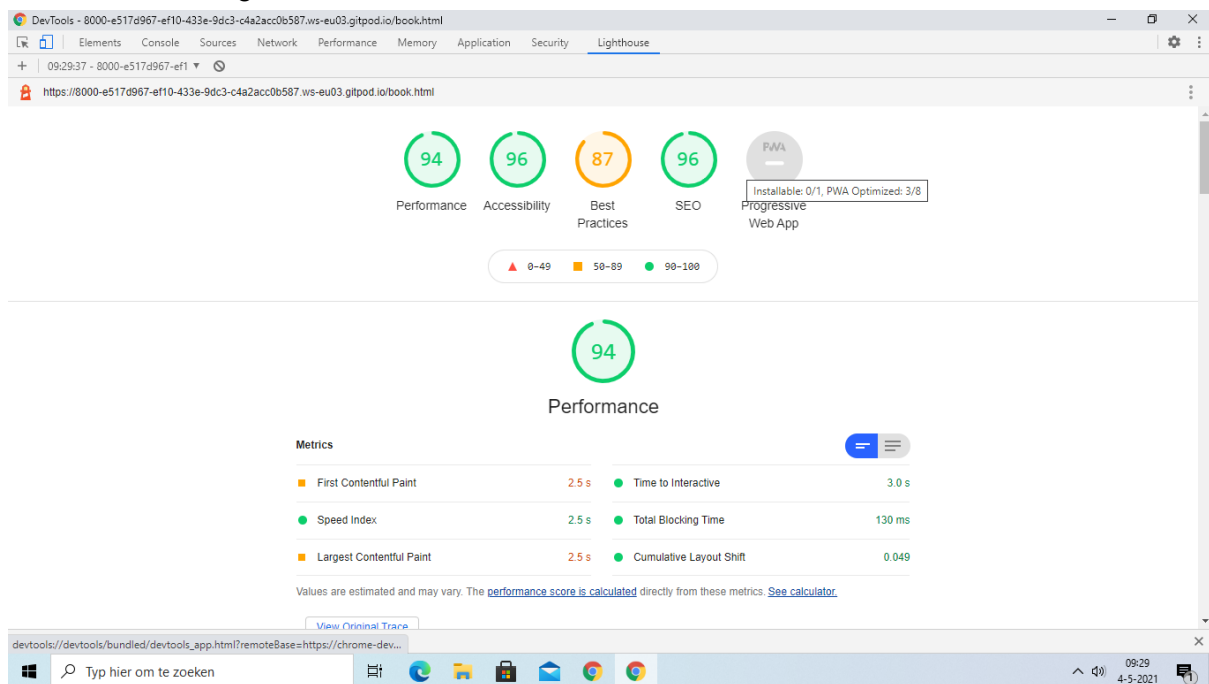 DevTools - 8000-e517d967-ef10-433e-9dc3-c4a2acc0b587.ws-eu03.gitpod.io/book.html
Elements Console Sources Network Performance Memory Application Security Lighthouse
09:29:37 - 8000-e517d967-ef1
https://8000-e517d967-ef10-433e-9dc3-c4a2acc0b587.ws-eu03.gitpod.io/book.html
94 96 87 96 PWA
Installable: 0/1, PWA Optimized: 3/8
Performance Accessibility Best Practices SEO Progressive Web App
0-49 50-89 90-100
94
Performance
Metrics
First Contentful Paint 2.5 s Time to Interactive 3.0 s
Speed Index 2.5 s Total Blocking Time 130 ms
Largest Contentful Paint 2.5 s Cumulative Layout Shift 0.049
Values are estimated and may vary. The performance score is calculated directly from these metrics. See calculator.
View Original Trace
devtools://devtools/bundled/devtools_app.html?remoteBase=https://chrome-dev...
Typ hier om te zoeken 09:29
4-5-2021
1